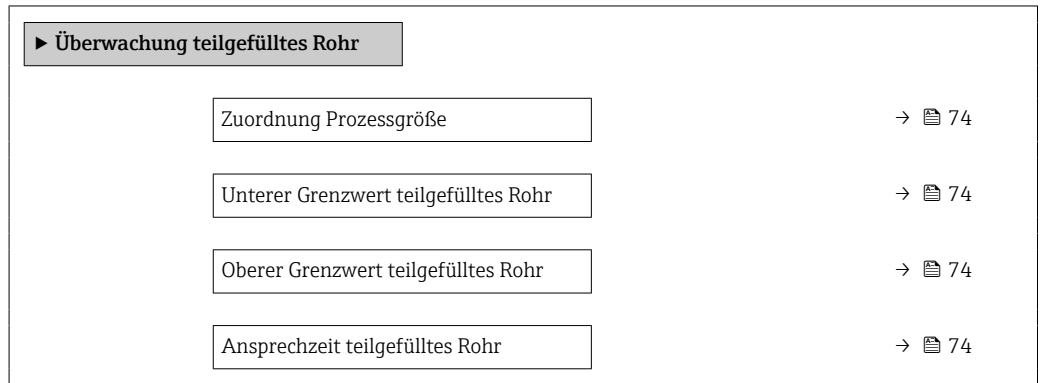 ▶ Überwachung teilgefülltes Rohr
Zuordnung Prozessgröße → 74
Unterer Grenzwert teilgefülltes Rohr → 74
Oberer Grenzwert teilgefülltes Rohr → 74
Ansprechzeit teilgefülltes Rohr → 74